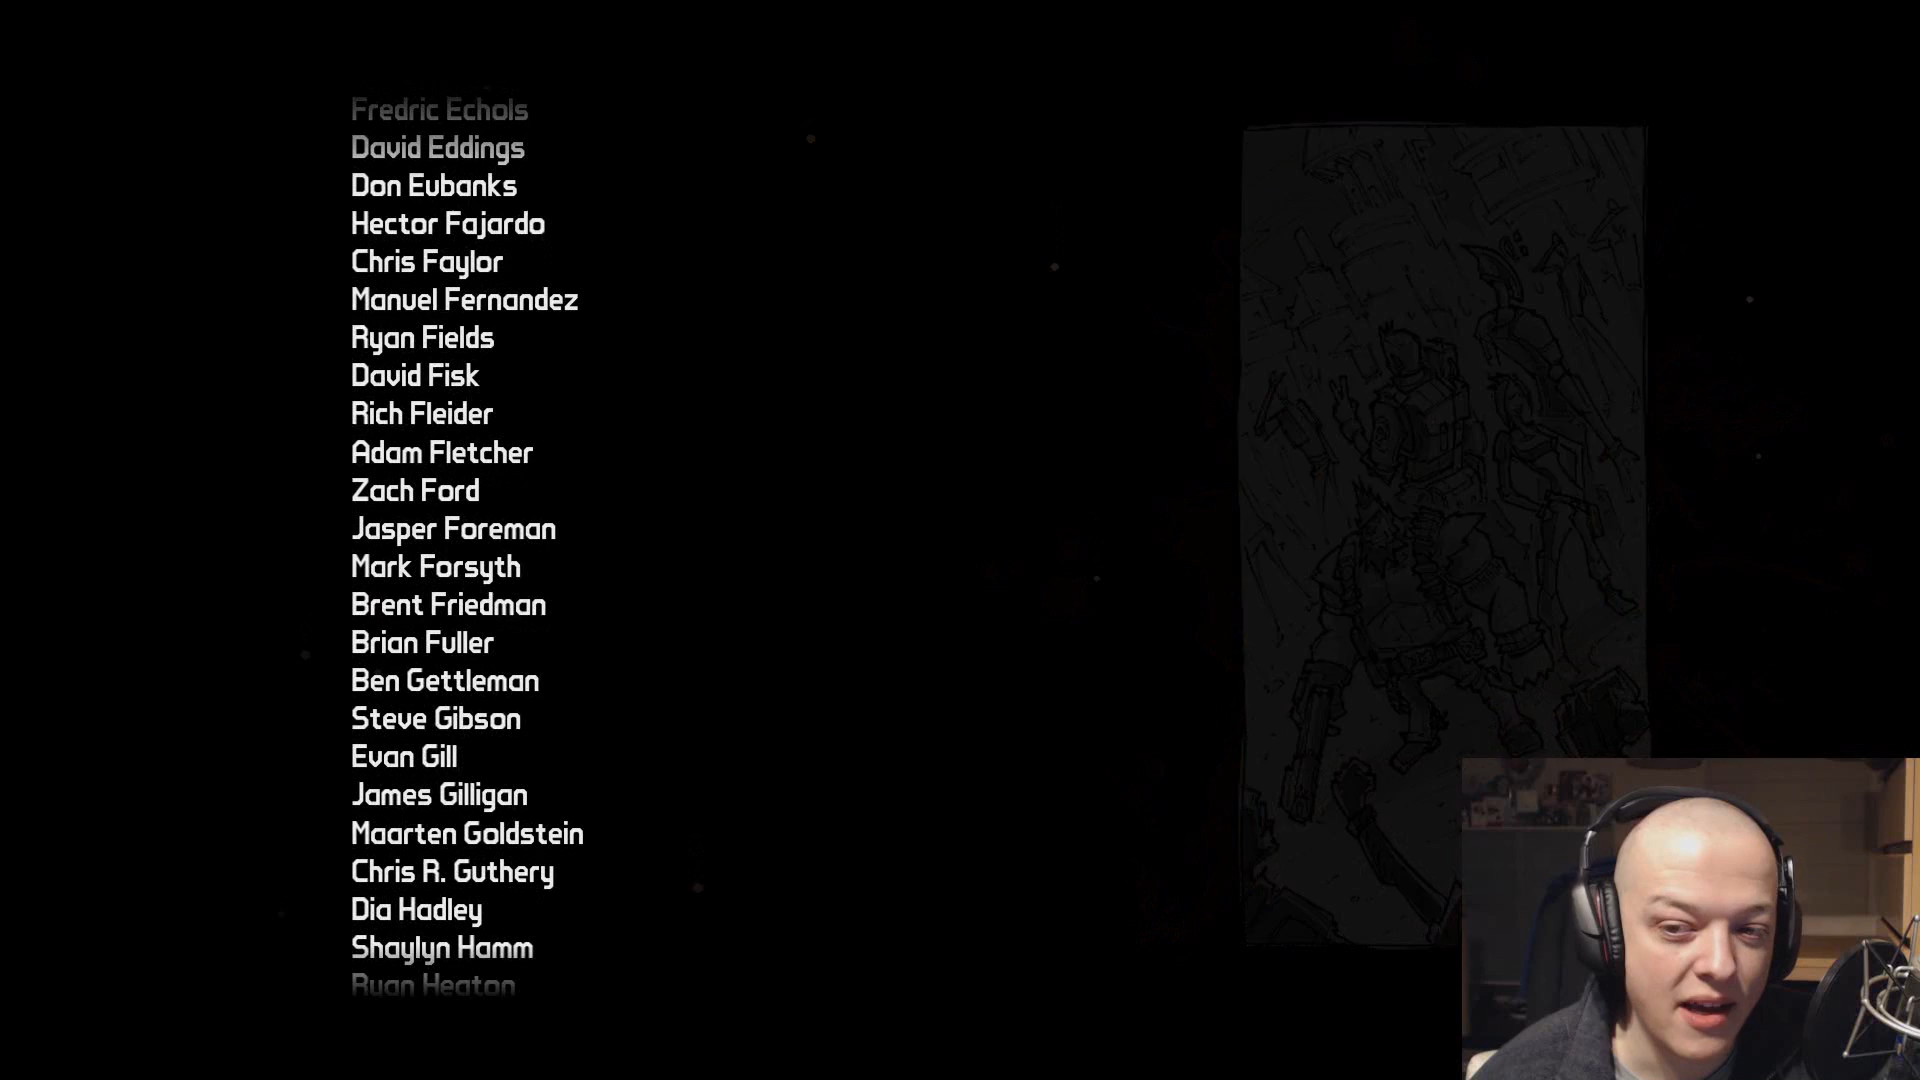 Fredric Echols
David Eddings
Don Eubanks
Hector Fajardo
Chris Faylor
Manuel Fernandez
Ryan Fields
David Fisk
Rich Fleider
Adam Fletcher
Zach Ford
Jasper Foreman
Mark Forsyth
Brent Friedman
Brian Fuller
Ben Gettleman
Steve Gibson
Evan Gill
James Gilligan
Maarten Goldstein
Chris R. Guthery
Dia Hadley
Shaylyn Hamm
Ryan Heaton